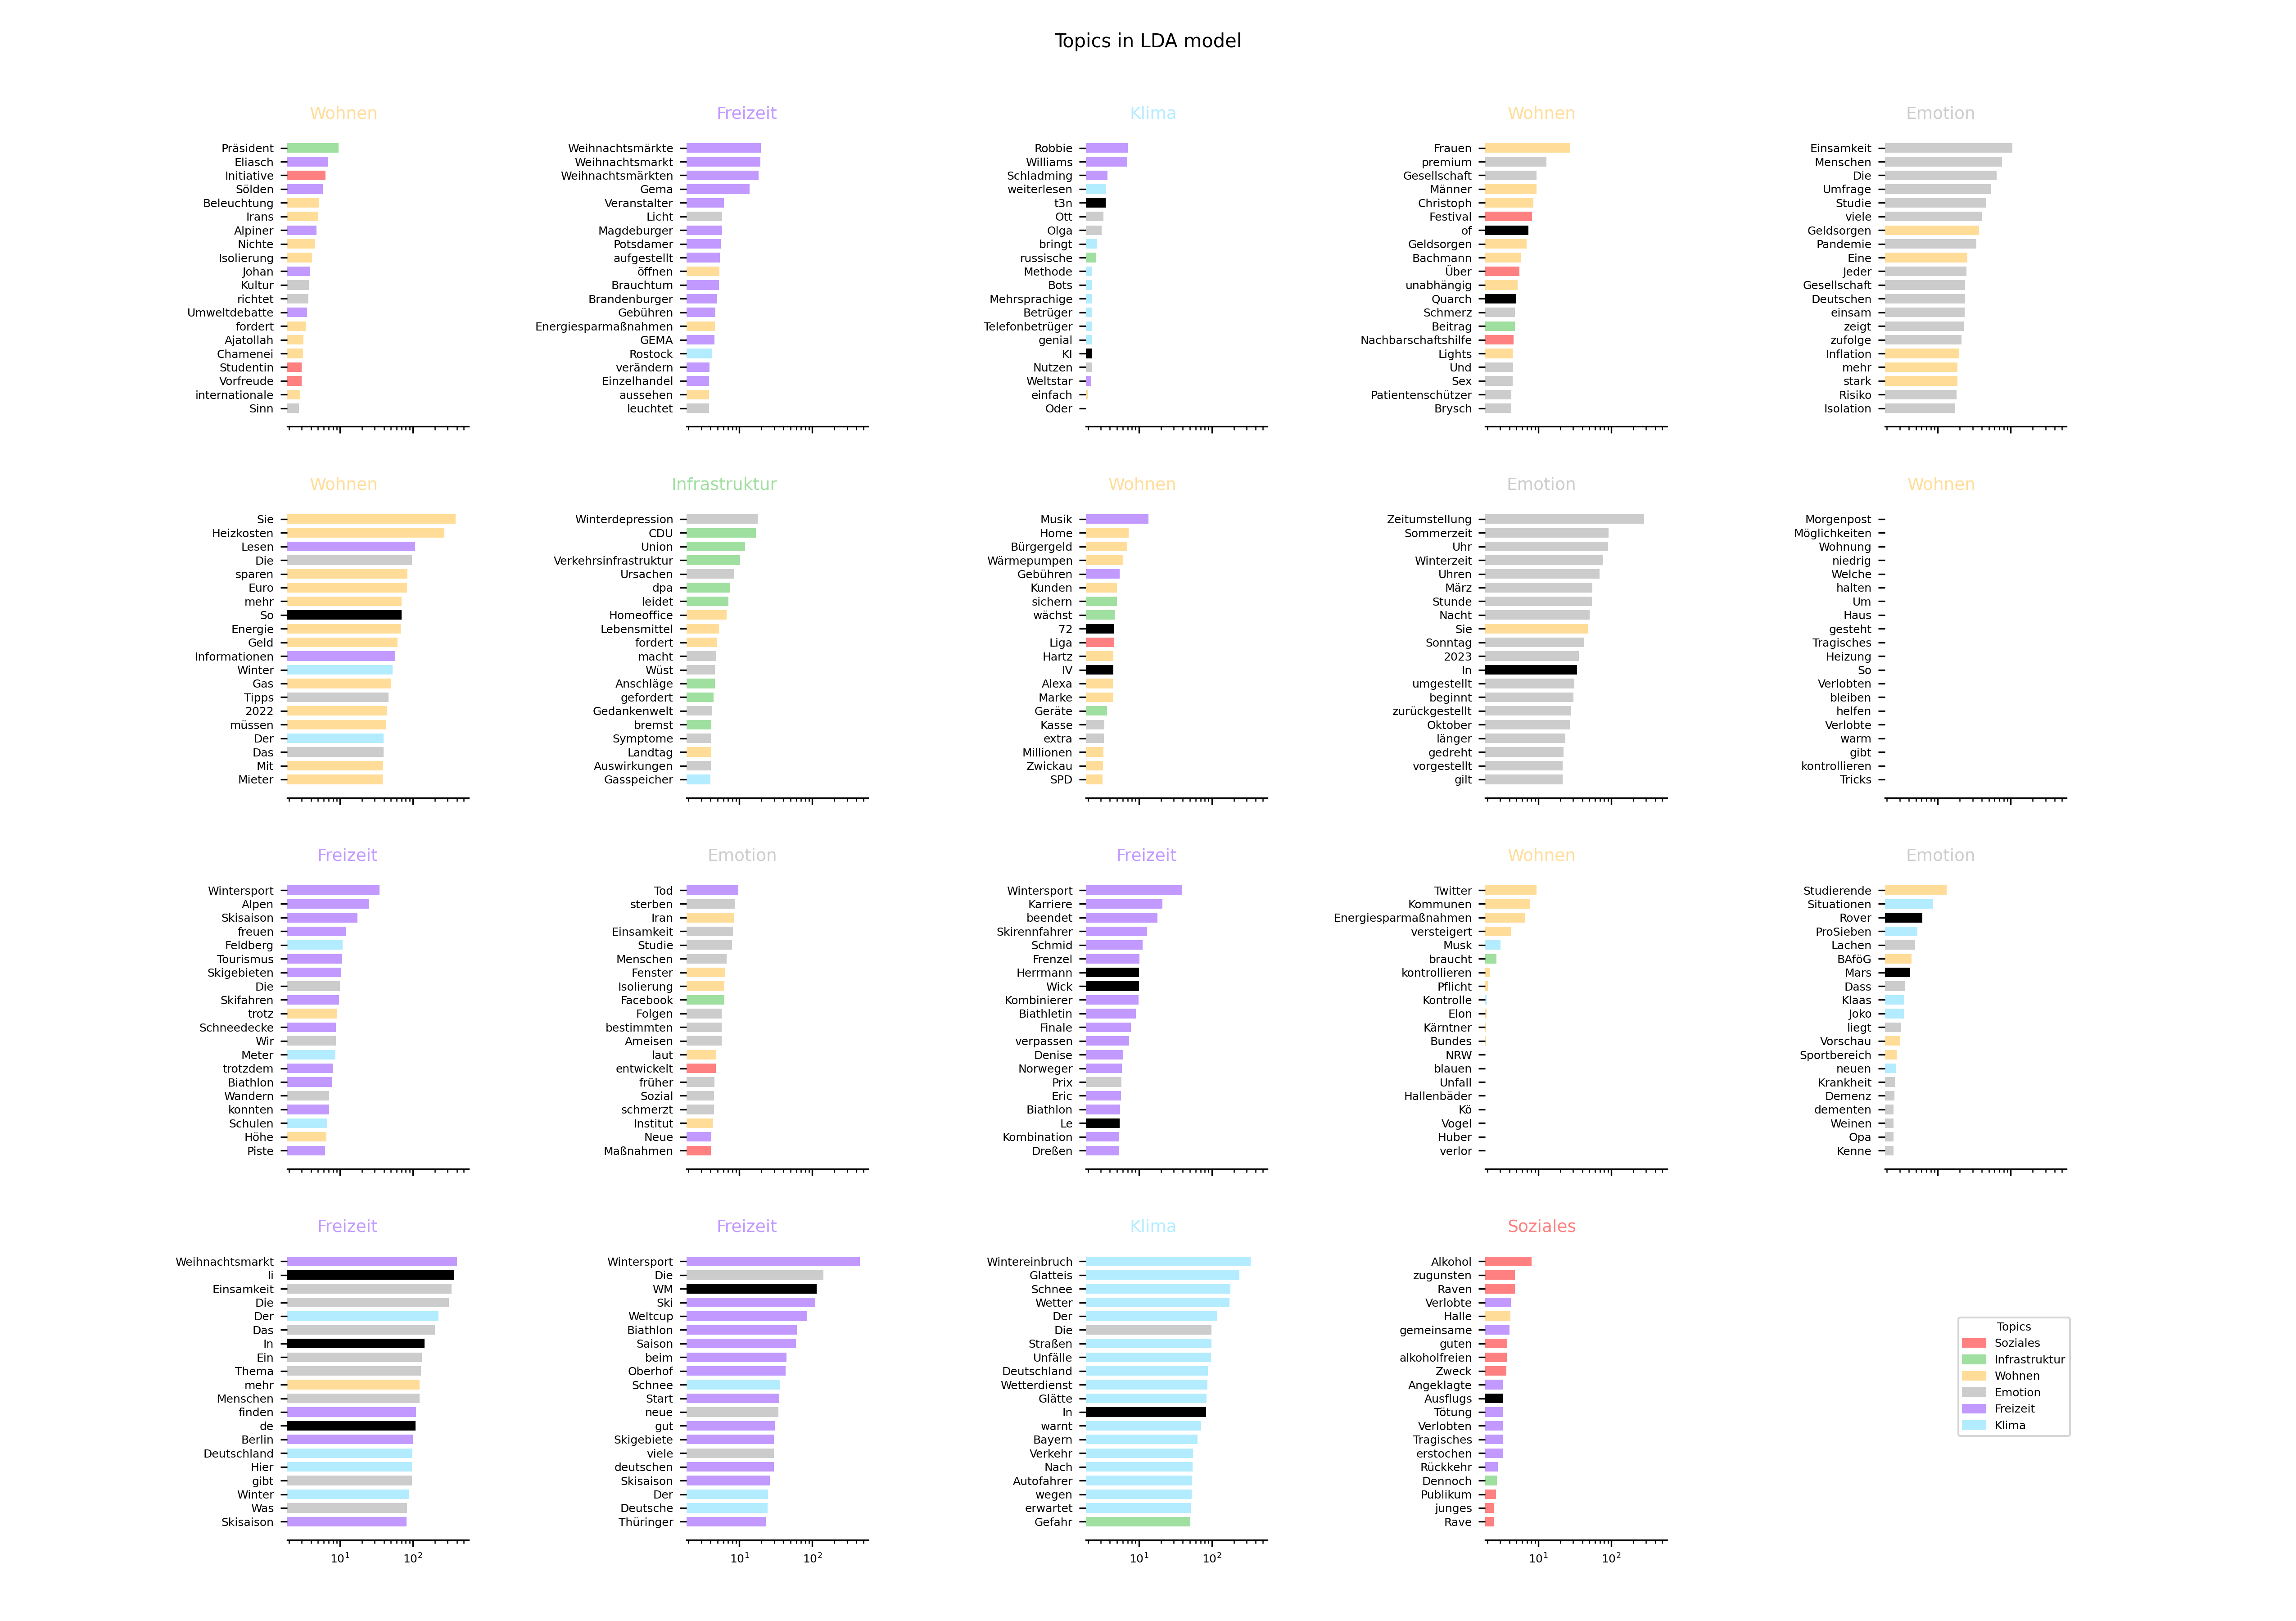 Topics in LDA model
Wohnen
Präsident
Eliasch
Initiative
Sölden
Beleuchtung
Irans
Alpiner
Nichte
Isolierung
Johan
Kultur
richtet
Umweltdebatte
fordert
Ajatollah
Chamenei
Studentin
Vorfreude
internationale
Sinn
Freizeit
Weihnachtsmärkte
Weihnachtsmarkt
Weihnachtsmärkten
Gema
Veranstalter
Licht
Magdeburger
Potsdamer
aufgestellt
öffnen
Brauchtum
Brandenburger
Gebühren
Energiesparmaßnahmen
GEMA
Rostock
verändern
Einzelhandel
aussehen
leuchtet
Klima
Robbie
Williams
Schladming
weiterlesen
t3n
Ott
Olga
bringt
russische
Methode
Bots
Mehrsprachige
Betrüger
Telefonbetrüger
genial
KI
Nutzen
Weltstar
einfach
Oder
Wohnen
Frauen
premium
Gesellschaft
Männer
Christoph
Festival
of
Geldsorgen
Bachmann
Über
unabhängig
Quarch
Schmerz
Beitrag
Nachbarschaftshilfe
Lights
Und
Sex
Patientenschützer
Brysch
Emotion
Einsamkeit
Menschen
Die
Umfrage
Studie
viele
Geldsorgen
Pandemie
Eine
Jeder
Gesellschaft
Deutschen
einsam
zeigt
zufolge
Inflation
mehr
stark
Risiko
Isolation
Wohnen
Sie
Heizkosten
Lesen
Die
sparen
Euro
mehr
So
Energie
Geld
Informationen
Winter
Gas
Tipps
2022
müssen
Der
Das
Mit
Mieter
Infrastruktur
Winterdepression
CDU
Union
Verkehrsinfrastruktur
Ursachen
dpa
leidet
Homeoffice
Lebensmittel
fordert
macht
Wüst
Anschläge
gefordert
Gedankenwelt
bremst
Symptome
Landtag
Auswirkungen
Gasspeicher
Wohnen
Musik
Home
Bürgergeld
Wärmepumpen
Gebühren
Kunden
sichern
wächst
72
Liga
Hartz
IV
Alexa
Marke
Geräte
Kasse
extra
Millionen
Zwickau
SPD
Emotion
Zeitumstellung
Sommerzeit
Uhr
Winterzeit
Uhren
März
Stunde
Nacht
Sie
Sonntag
2023
In
umgestellt
beginnt
zurückgestellt
Oktober
länger
gedreht
vorgestellt
gilt
Wohnen
Morgenpost
Möglichkeiten
Wohnung
niedrig
Welche
halten
Um
Haus
gesteht
Tragisches
Heizung
So
Verlobten
bleiben
helfen
Verlobte
warm
gibt
kontrollieren
Tricks
Freizeit
Wintersport
Alpen
Skisaison
freuen
Feldberg
Tourismus
Skigebieten
Die
Skifahren
trotz
Schneedecke
Wir
Meter
trotzdem
Biathlon
Wandern
konnten
Schulen
Höhe
Piste
Emotion
Tod
sterben
Iran
Einsamkeit
Studie
Menschen
Fenster
Isolierung
Facebook
Folgen
bestimmten
Ameisen
laut
entwickelt
früher
Sozial
schmerzt
Institut
Neue
Maßnahmen
Freizeit
Wintersport
Karriere
beendet
Skirennfahrer
Schmid
Frenzel
Herrmann
Wick
Kombinierer
Biathletin
Finale
verpassen
Denise
Norweger
Prix
Eric
Biathlon
Le
Kombination
Dreßen
Wohnen
Twitter
Kommunen
Energiesparmaßnahmen
versteigert
Musk
braucht
kontrollieren
Pflicht
Kontrolle
Elon
Kärntner
Bundes
NRW
blauen
Unfall
Hallenbäder
Kö
Vogel
Huber
verlor
Emotion
Studierende
Situationen
Rover
ProSieben
Lachen
BAföG
Mars
Dass
Klaas
Joko
liegt
Vorschau
Sportbereich
neuen
Krankheit
Demenz
dementen
Weinen
Opa
Kenne
Freizeit
Weihnachtsmarkt
li
Einsamkeit
Die
Der
Das
In
Ein
Thema
mehr
Menschen
finden
de
Berlin
Deutschland
Hier
gibt
Winter
Was
Skisaison
10¹ 10²
Freizeit
Wintersport
Die
WM
Ski
Weltcup
Biathlon
Saison
beim
Oberhof
Schnee
Start
neue
gut
Skigebiete
viele
deutschen
Skisaison
Der
Deutsche
Thüringer
10¹ 10²
Klima
Wintereinbruch
Glatteis
Schnee
Wetter
Der
Die
Straßen
Unfälle
Deutschland
Wetterdienst
Glätte
In
warnt
Bayern
Verkehr
Nach
Autofahrer
wegen
erwartet
Gefahr
10¹ 10²
Soziales
Alkohol
zugunsten
Raven
Verlobte
Halle
gemeinsame
guten
alkoholfreien
Zweck
Angeklagte
Ausflugs
Tötung
Verlobten
Tragisches
erstochen
Rückkehr
Dennoch
Publikum
junges
Rave
10¹ 10²
Topics
Soziales
Infrastruktur
Wohnen
Emotion
Freizeit
Klima